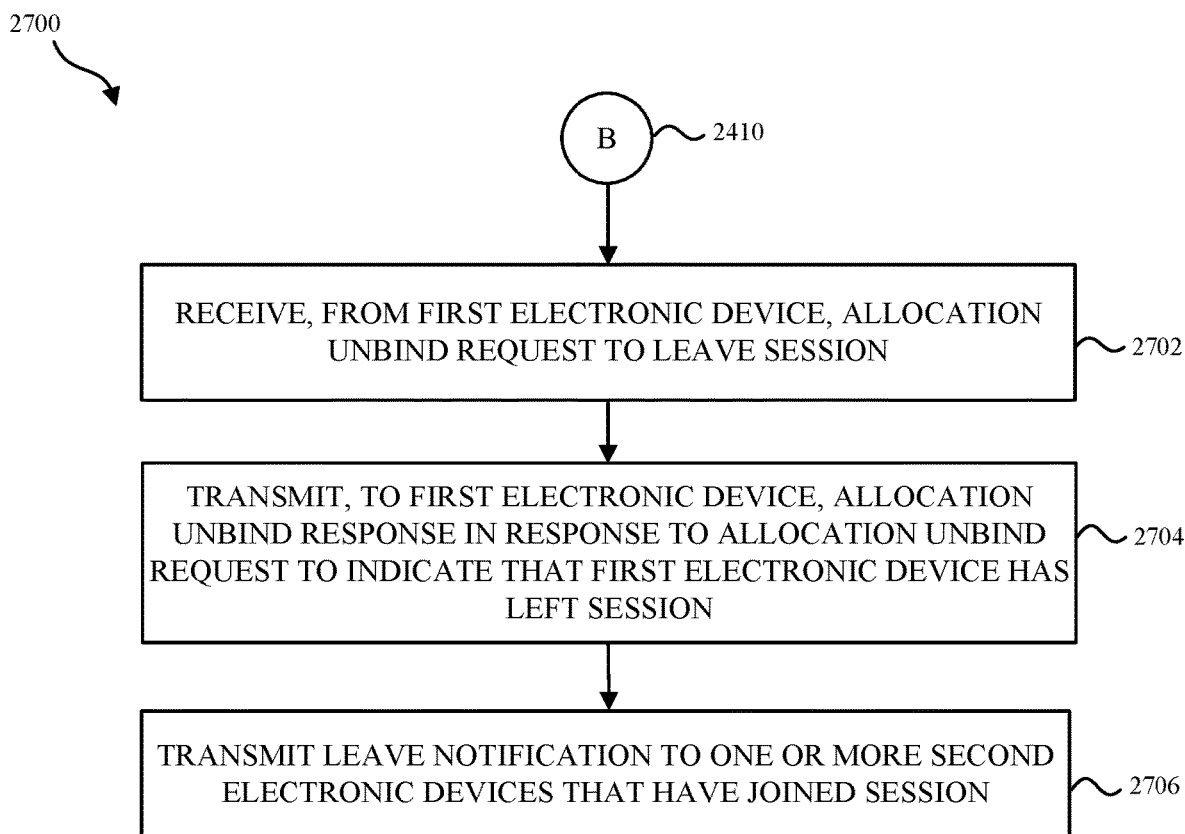 2700
B
2410
RECEIVE, FROM FIRST ELECTRONIC DEVICE, ALLOCATION
UNBIND REQUEST TO LEAVE SESSION
2702
TRANSMIT, TO FIRST ELECTRONIC DEVICE, ALLOCATION
UNBIND RESPONSE IN RESPONSE TO ALLOCATION UNBIND
REQUEST TO INDICATE THAT FIRST ELECTRONIC DEVICE HAS
LEFT SESSION
2704
TRANSMIT LEAVE NOTIFICATION TO ONE OR MORE SECOND
ELECTRONIC DEVICES THAT HAVE JOINED SESSION
2706